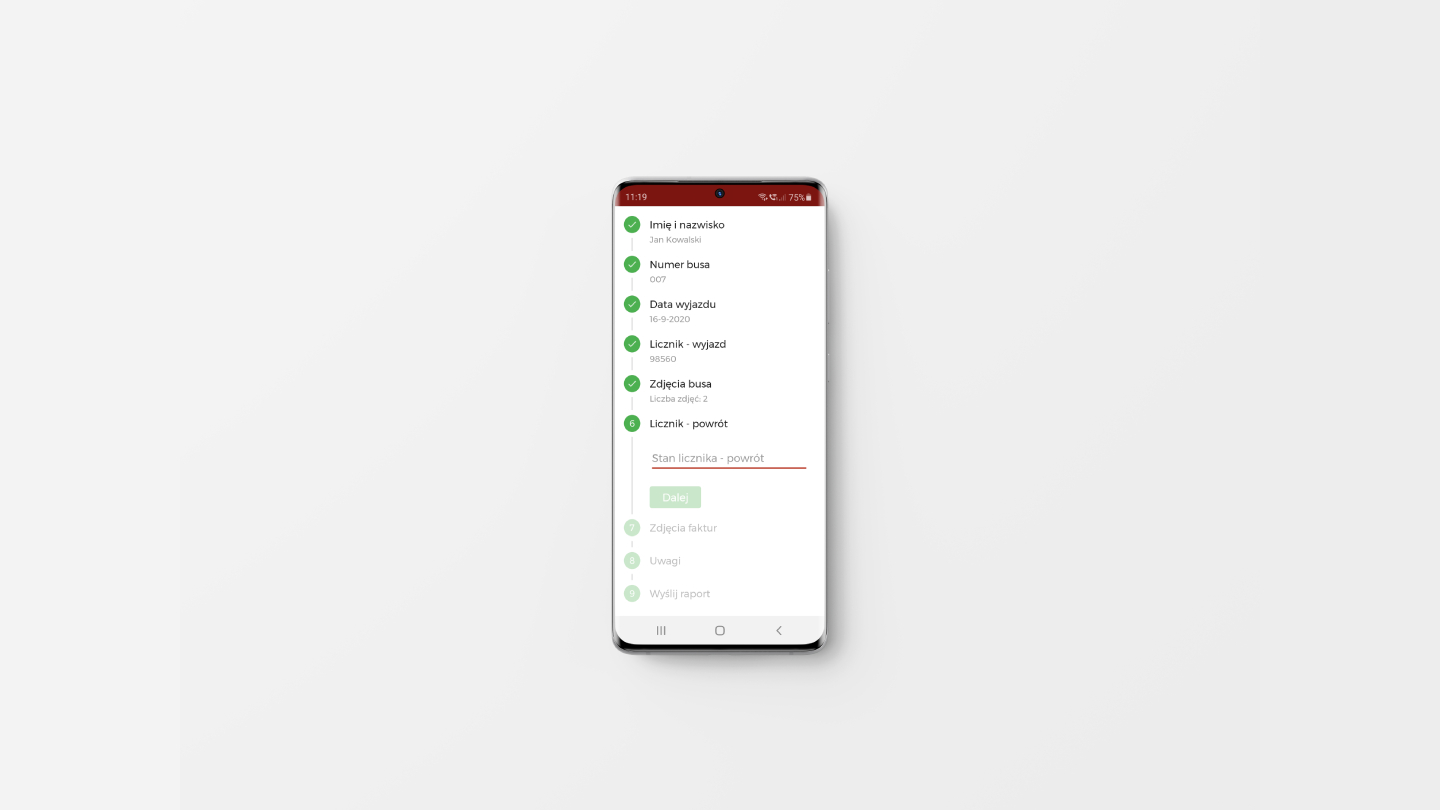 11:19 75%
Imię i nazwisko
Jan Kowalski
Numer busa
007
Data wyjazdu
16-9-2020
Licznik - wyjazd
98560
Zdjęcia busa
Liczba zdjęć: 2
6 Licznik - powrót
Stan licznika - powrót
Dalej
7 Zdjęcia faktur
8 Uwagi
9 Wyślij raport